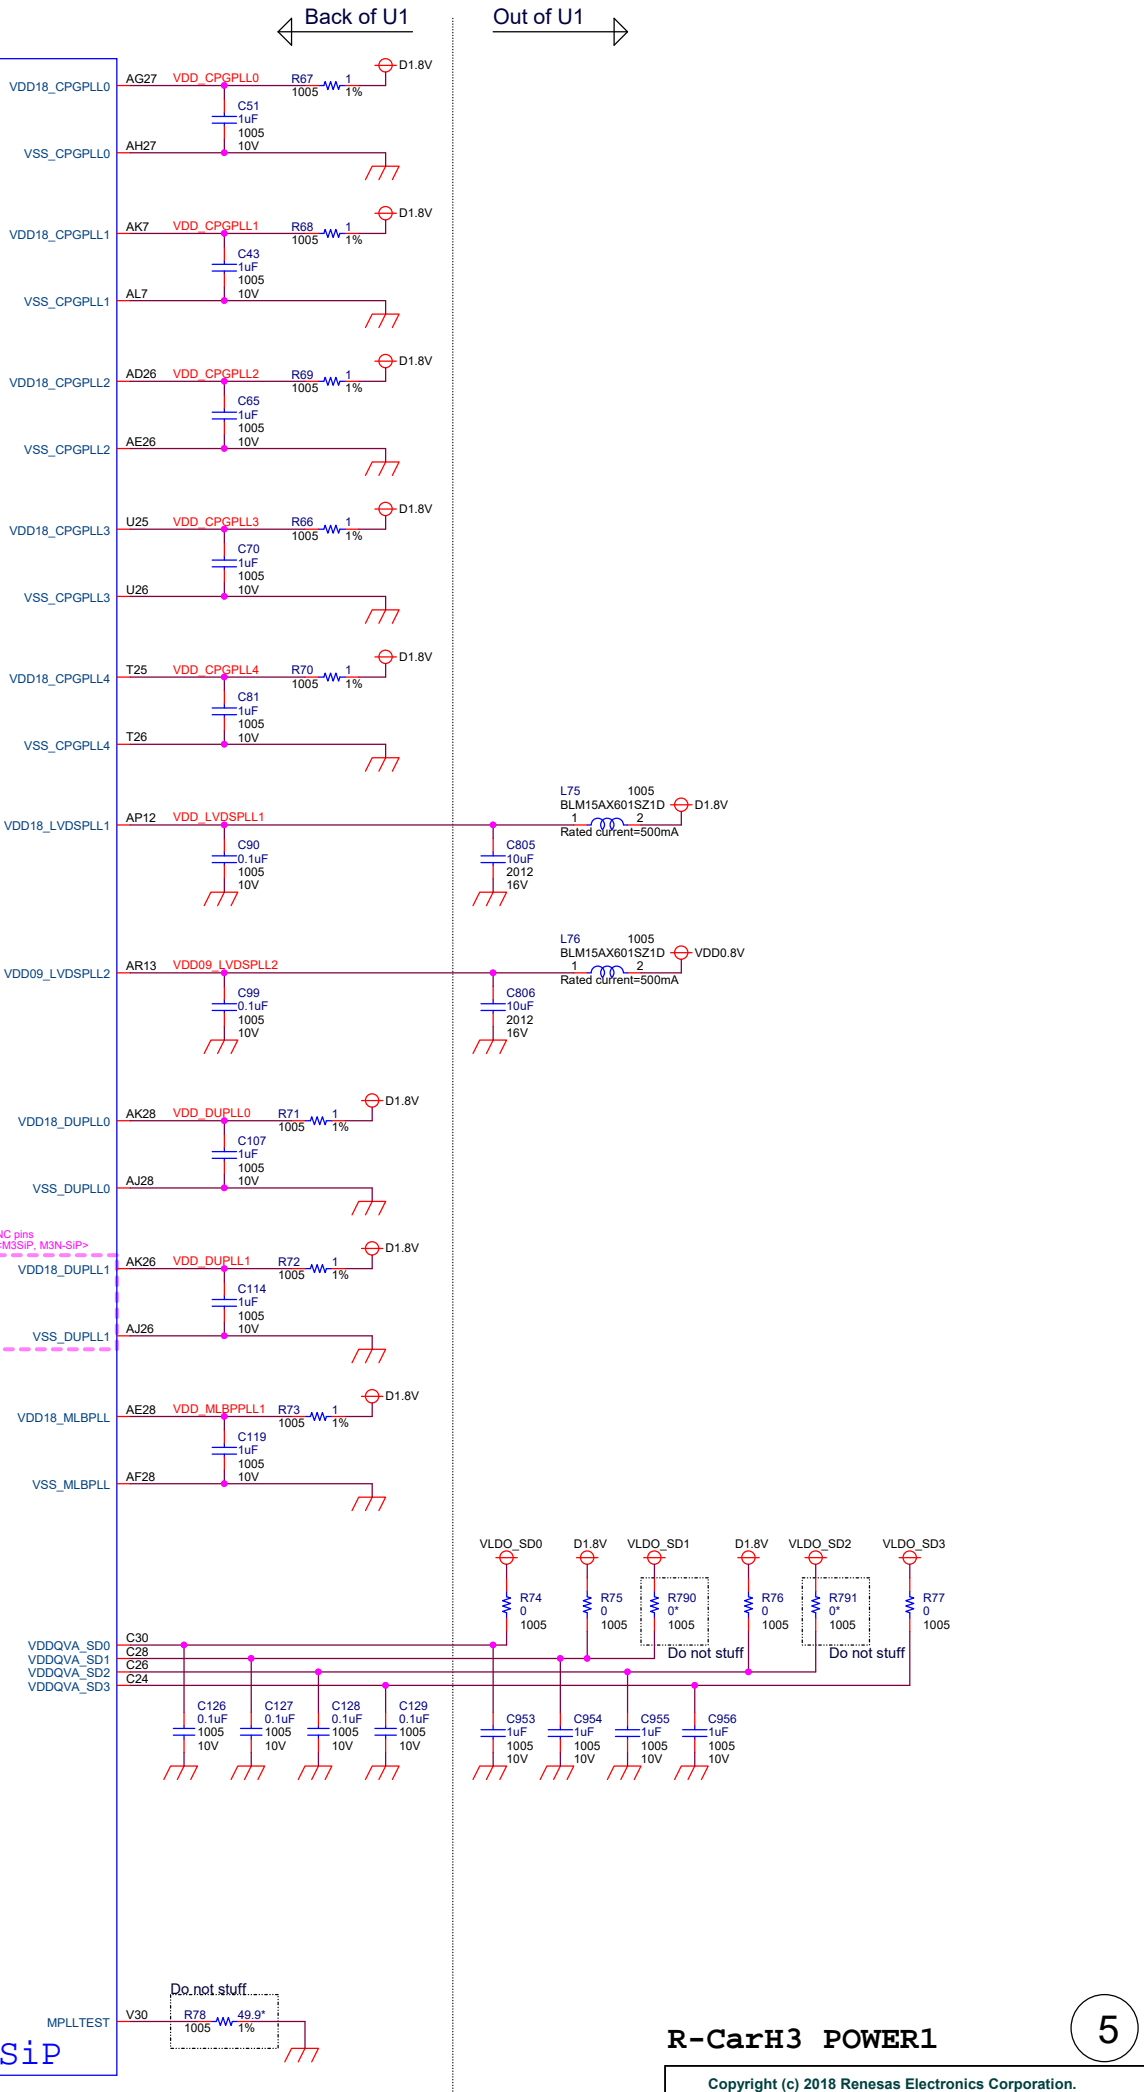 Back of U1
Out of U1
VDD18_CPGPLL0 AG27 VDD_CPGPLL0 R67 1 D1.8V
1005 1%
C51
1uF
1005
10V
VSS_CPGPLL0 AH27
VDD18_CPGPLL1 AK7 VDD_CPGPLL1 R68 1 D1.8V
1005 1%
C43
1uF
1005
10V
VSS_CPGPLL1 AL7
VDD18_CPGPLL2 AD26 VDD_CPGPLL2 R69 1 D1.8V
1005 1%
C65
1uF
1005
10V
VSS_CPGPLL2 AE26
VDD18_CPGPLL3 U25 VDD_CPGPLL3 R66 1 D1.8V
1005 1%
C70
1uF
1005
10V
VSS_CPGPLL3 U26
VDD18_CPGPLL4 T25 VDD_CPGPLL4 R70 1 D1.8V
1005 1%
C81
1uF
1005
10V
VSS_CPGPLL4 T26
L75 1005
BLM15AX601SZ1D D1.8V
1 2
Rated current=500mA
VDD18_LVDSPLL1 AP12 VDD_LVDSPLL1
C90
0.1uF
1005
10V
C805
10uF
2012
16V
L76 1005
BLM15AX601SZ1D VDD0.8V
1 2
Rated current=500mA
VDD09_LVDSPLL2 AR13 VDD09_LVDSPLL2
C99
0.1uF
1005
10V
C806
10uF
2012
16V
VDD18_DUPLL0 AK28 VDD_DUPLL0 R71 1 D1.8V
1005 1%
C107
1uF
1005
10V
VSS_DUPLL0 AJ28
NC pins
<M3SiP, M3N-SiP>
VDD18_DUPLL1 AK26 VDD_DUPLL1 R72 1 D1.8V
1005 1%
C114
1uF
1005
10V
VSS_DUPLL1 AJ26
VDD18_MLBPLL AE28 VDD_MLBPPLL1 R73 1 D1.8V
1005 1%
C119
1uF
1005
10V
VSS_MLBPLL AF28
VLDO_SD0 D1.8V VLDO_SD1 D1.8V VLDO_SD2 VLDO_SD3
R74 R75 R790 R76 R791 R77
0 0 0* 0 0* 0
1005 1005 1005 1005 1005 1005
Do not stuff Do not stuff
VDDQVA_SD0 C30
VDDQVA_SD1 C28
VDDQVA_SD2 C26
VDDQVA_SD3 C24
C126 C127 C128 C129 C953 C954 C955 C956
0.1uF 0.1uF 0.1uF 0.1uF 1uF 1uF 1uF 1uF
1005 1005 1005 1005 1005 1005 1005 1005
10V 10V 10V 10V 10V 10V 10V 10V
Do not stuff
MPLLTEST V30 R78 49.9*
1005 1%
SiP
R-CarH3 POWER1
5
Copyright (c) 2018 Renesas Electronics Corporation.